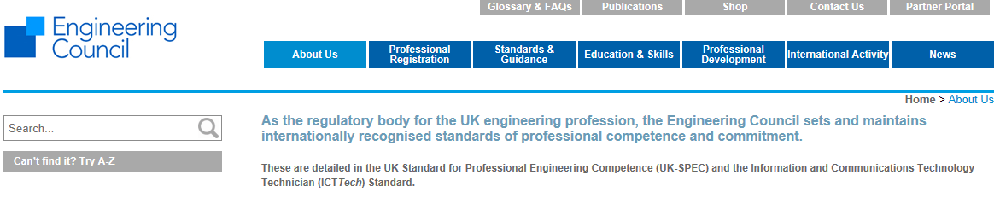 Glossary & FAQs
Publications
Shop
Contact Us
Partner Portal
Engineering
Council
About Us
Professional
Registration
Standards &
Guidance
Education & Skills
Professional
Development
International Activity
News
Home > About Us
Search...
Can't find it? Try A-Z
As the regulatory body for the UK engineering profession, the Engineering Council sets and maintains
internationally recognised standards of professional competence and commitment.
These are detailed in the UK Standard for Professional Engineering Competence (UK-SPEC) and the Information and Communications Technology
Technician (ICTTech) Standard.